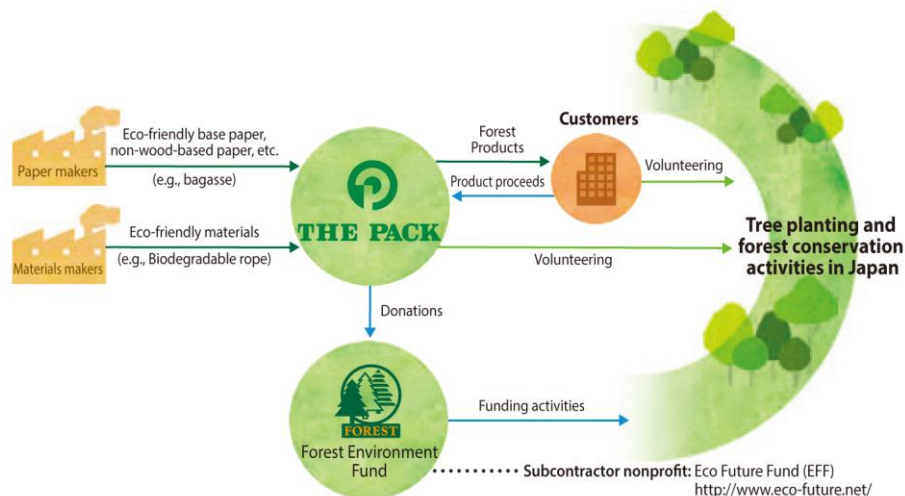 Customers
Eco-friendly base paper,
non-wood-based paper, etc.
Forest
Products
Paper makers
(e.g., bagasse)
Product proceeds
Volunteering
THE PACK
Eco-friendly materials
Materials makers
(e.g., Biodegradable rope)
Volunteering
Tree planting and
forest conservation
activities in Japan
Donations
FOREST
Funding activities
Forest Environment
Fund
Subcontractor nonprofit: Eco Future Fund (EFF)
http://www.eco-future.net/